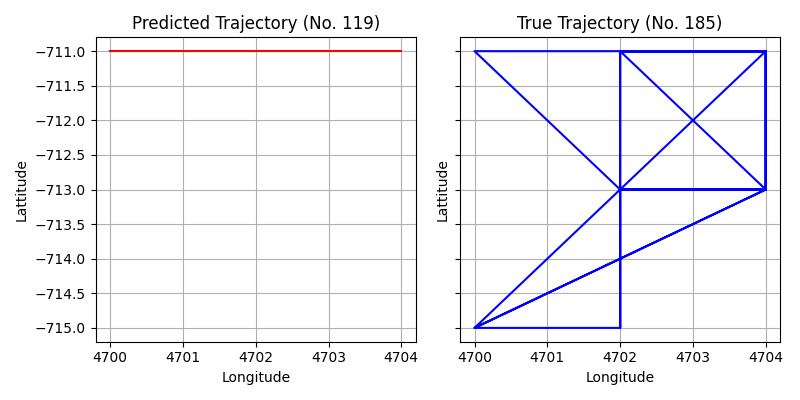 Predicted Trajectory (No. 119)
True Trajectory (No. 185)
Lattitude
−711.0
−711.5
−712.0
−712.5
−713.0
−713.5
−714.0
−714.5
−715.0
Lattitude
4700 4701 4702 4703 4704
4700 4701 4702 4703 4704
Longitude
Longitude